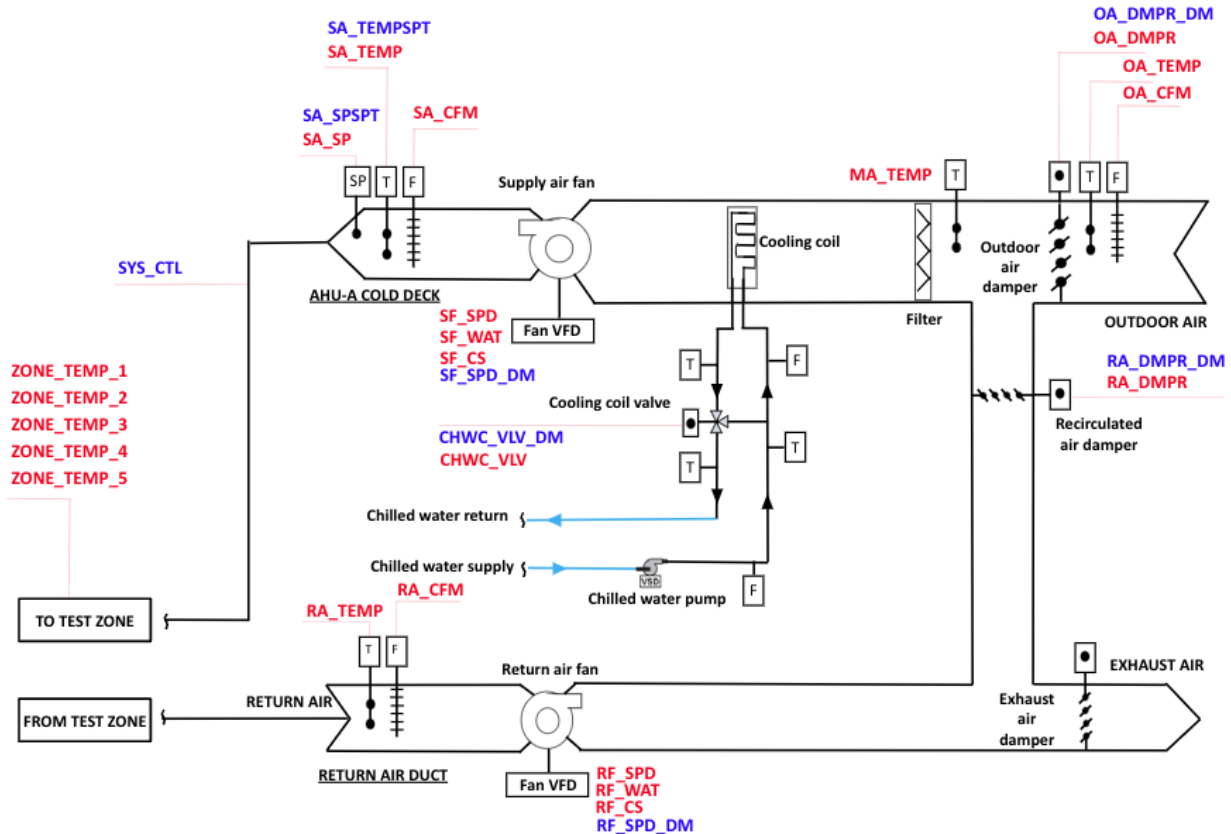 SA_TEMPSPT
SA_TEMP
SA_SPSPT
SA_SP
SA_CFM
OA_DMPR_DM
OA_DMPR
OA_TEMP
OA_CFM
SP
T
F
Supply air fan
MA_TEMP
T
T
F
Cooling coil
Outdoor
air
damper
SYS_CTL
AHU-A COLD DECK
Fan VFD
Filter
OUTDOOR AIR
SF_SPD
SF_WAT
SF_CS
SF_SPD_DM
T
F
RA_DMPR_DM
RA_DMPR
Recirculated
air damper
ZONE_TEMP_1
ZONE_TEMP_2
ZONE_TEMP_3
ZONE_TEMP_4
ZONE_TEMP_5
Cooling coil valve
CHWC_VLV_DM
CHWC_VLV
T
T
Chilled water return
Chilled water supply
VSD
F
Chilled water pump
TO TEST ZONE
RA_TEMP
RA_CFM
T
F
Return air fan
EXHAUST AIR
FROM TEST ZONE
RETURN AIR
Exhaust
air
damper
RETURN AIR DUCT
Fan VFD
RF_SPD
RF_WAT
RF_CS
RF_SPD_DM